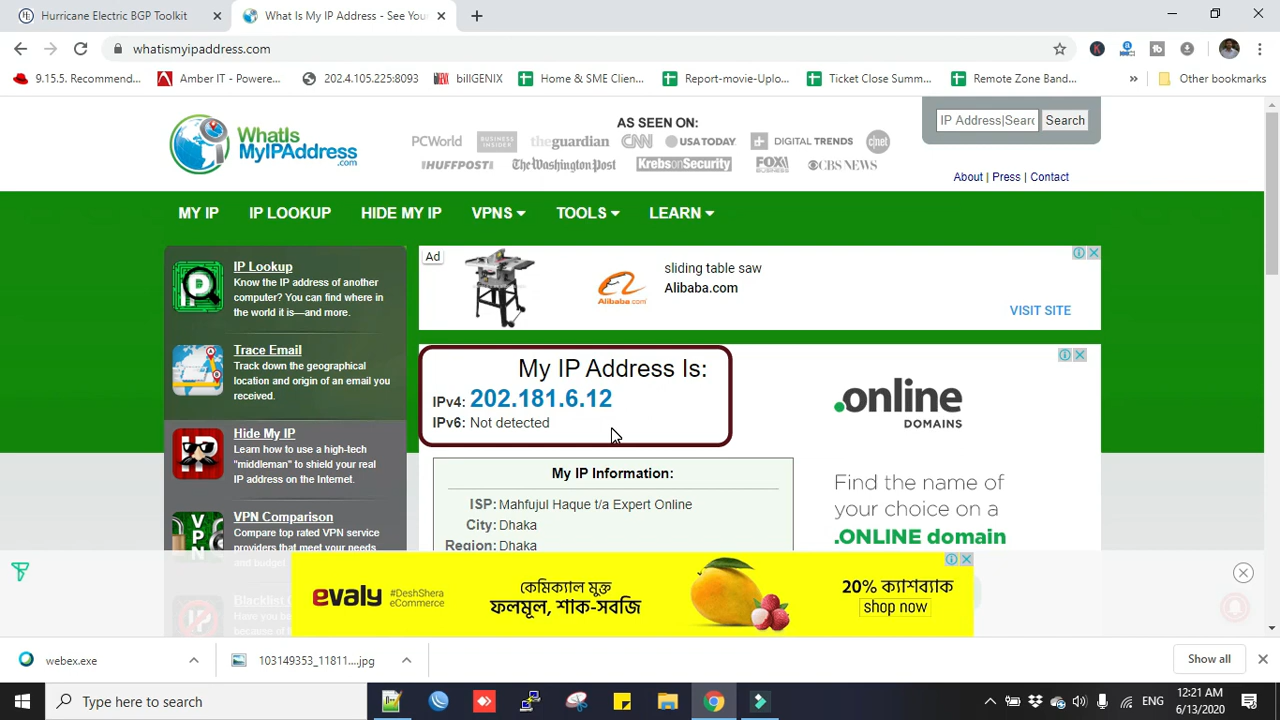 Hurricane Electric BGP Toolkit
What Is My IP Address - See Your
whatismyipaddress.com
9.15.5. Recommend...
Amber IT - Powere...
202.4.105.225:8093
billGENIX
Home & SME Clien...
Report-movie-Uplo...
Ticket Close Summ...
Remote Zone Band...
Other bookmarks
WhatIs
MyIPAddress
.com
AS SEEN ON:
PCWorld
BUSINESS
INSIDER
theguardian
CNN
USA TODAY
DIGITAL TRENDS
c|net
HUFFPOST
The Washington Post
KrebsonSecurity
FOX
BUSINESS
CBS NEWS
IP Address|Searc
Search
About | Press | Contact
MY IP
IP LOOKUP
HIDE MY IP
VPNS
TOOLS
LEARN
IP Lookup
Know the IP address of another
computer? You can find where in
the world it is—and more.
Trace Email
Track down the geographical
location and origin of an email you
received.
Hide My IP
Learn how to use a high-tech
"middleman" to shield your real
IP address on the Internet.
VPN Comparison
Compare top rated VPN service
providers that meet your needs
and budget.
Ad
sliding table saw
Alibaba.com
Alibaba.com
VISIT SITE
My IP Address Is:
IPv4: 202.181.6.12
IPv6: Not detected
My IP Information:
ISP: Mahfujul Haque t/a Expert Online
City: Dhaka
Region: Dhaka
.online
DOMAINS
Find the name of
your choice on a
.ONLINE domain
evaly
#DeshShera
eCommerce
কেমিক্যাল মুক্ত
ফলমূল, শাক-সবজি
20% ক্যাশব্যাক
shop now
webex.exe
103149353_11811....jpg
Show all
Type here to search
ENG
12:21 AM
6/13/2020